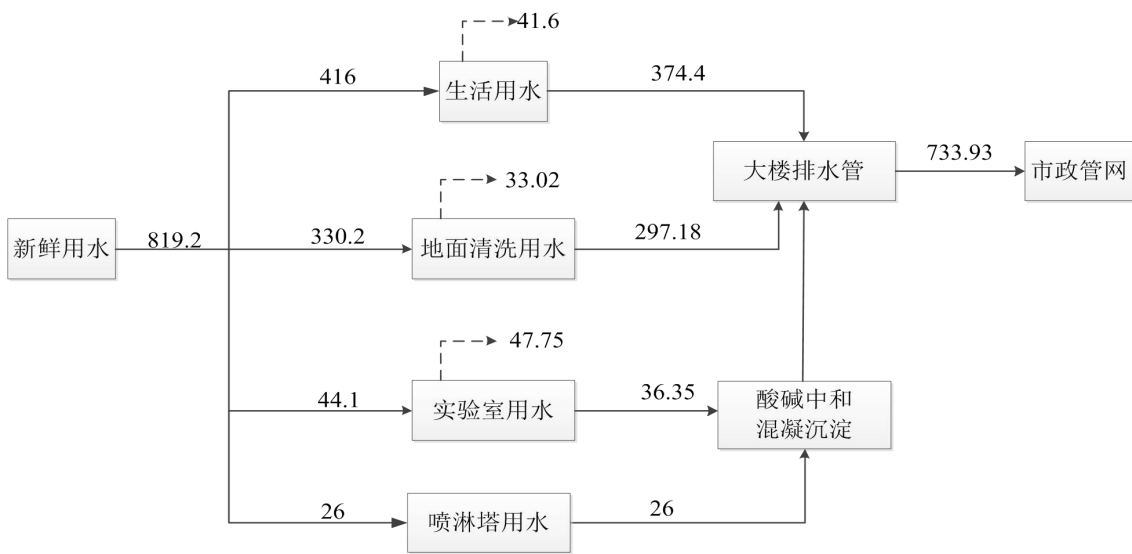 41.6
416
生活用水
374.4
大楼排水管
733.93
市政管网
33.02
新鲜用水
819.2
330.2
地面清洗用水
297.18
47.75
44.1
实验室用水
36.35
酸碱中和
混凝沉淀
26
喷淋塔用水
26